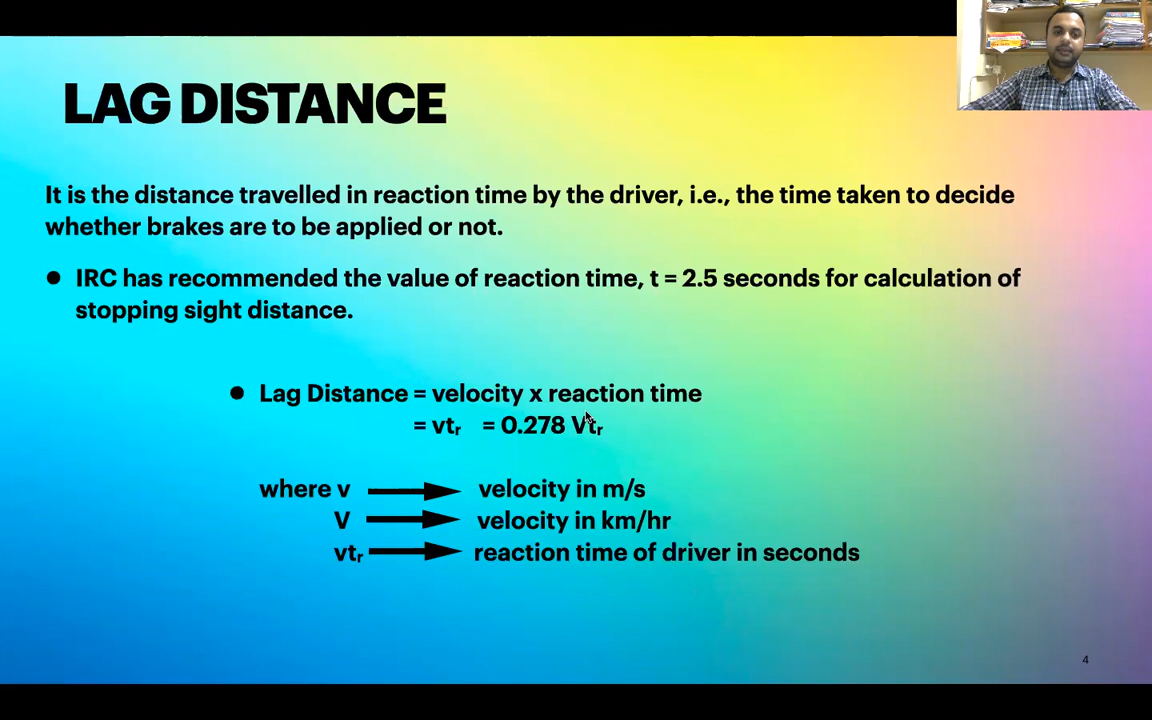 LAG DISTANCE
It is the distance travelled in reaction time by the driver, i.e., the time taken to decide
whether brakes are to be applied or not.
● IRC has recommended the value of reaction time, t = 2.5 seconds for calculation of
stopping sight distance.
● Lag Distance = velocity x reaction time
= vtᵣ = 0.278 Vtᵣ
where v velocity in m/s
V velocity in km/hr
vtᵣ reaction time of driver in seconds
4